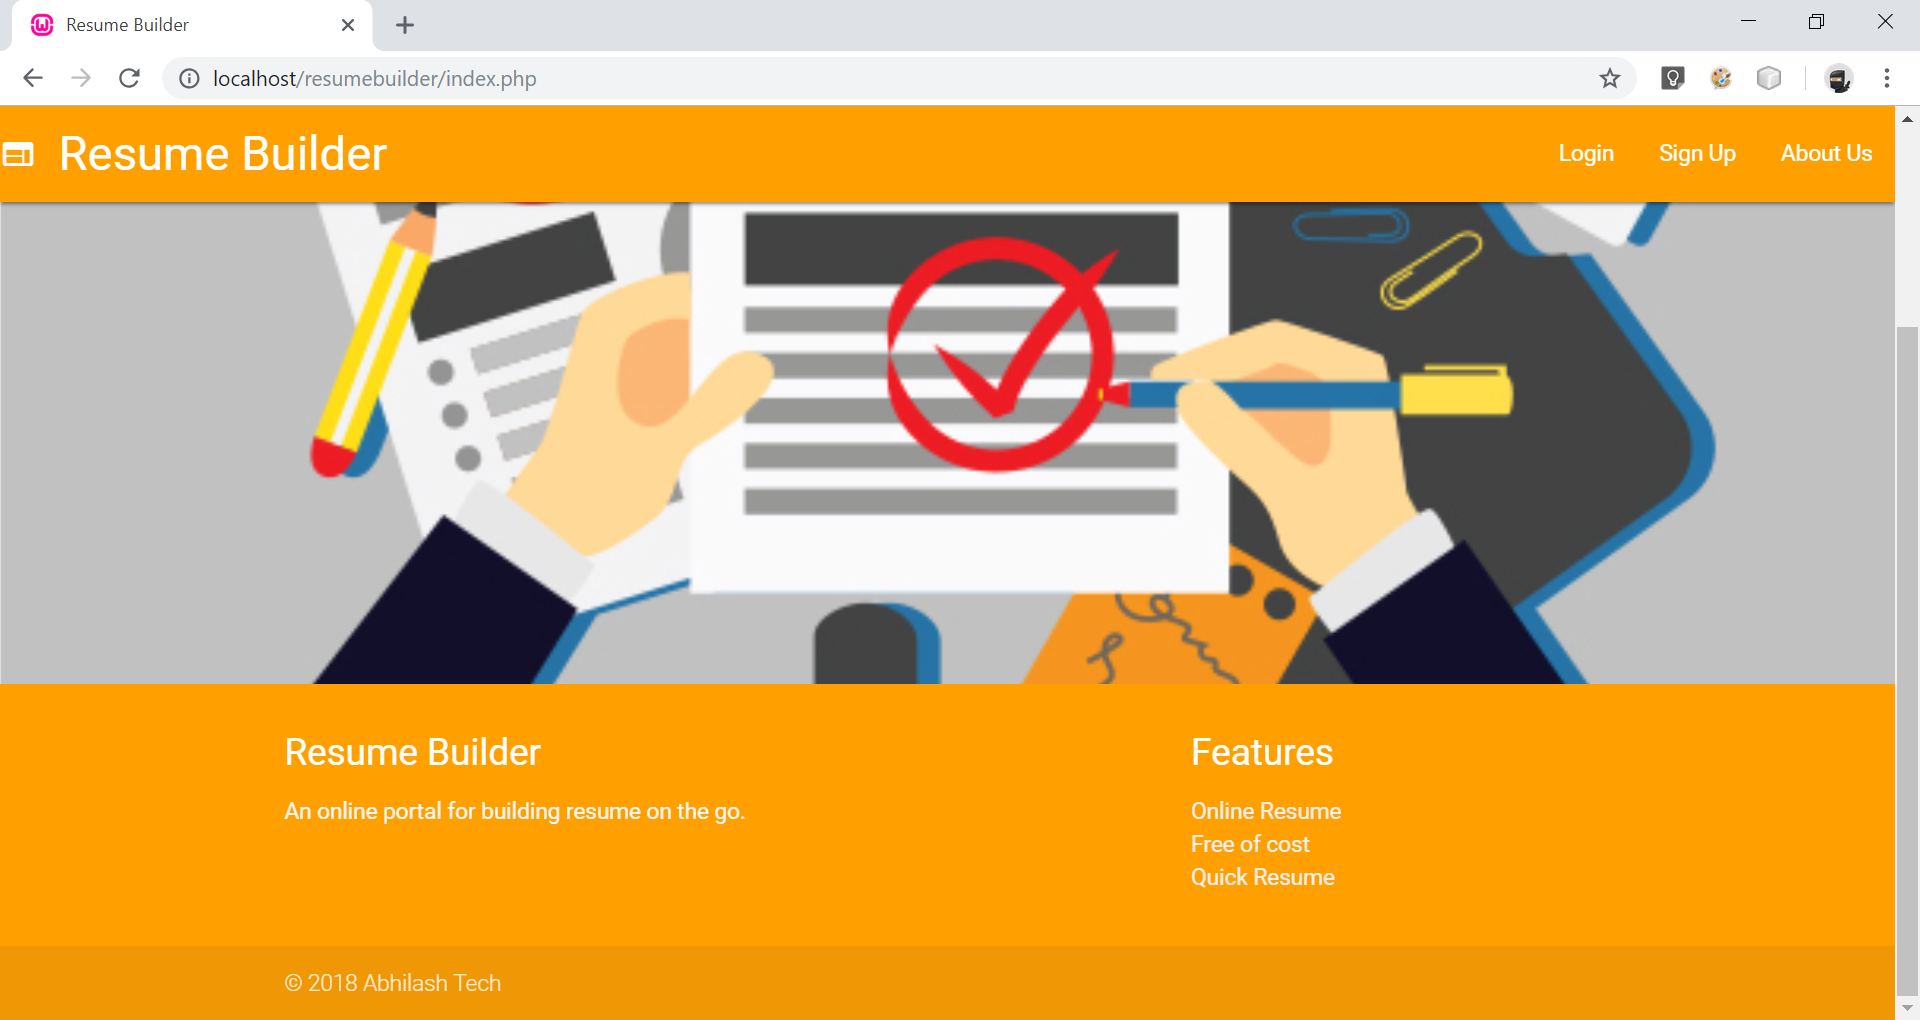 Resume Builder
localhost/resumebuilder/index.php
Resume Builder
Login
Sign Up
About Us
Resume Builder
An online portal for building resume on the go.
Features
Online Resume
Free of cost
Quick Resume
© 2018 Abhilash Tech